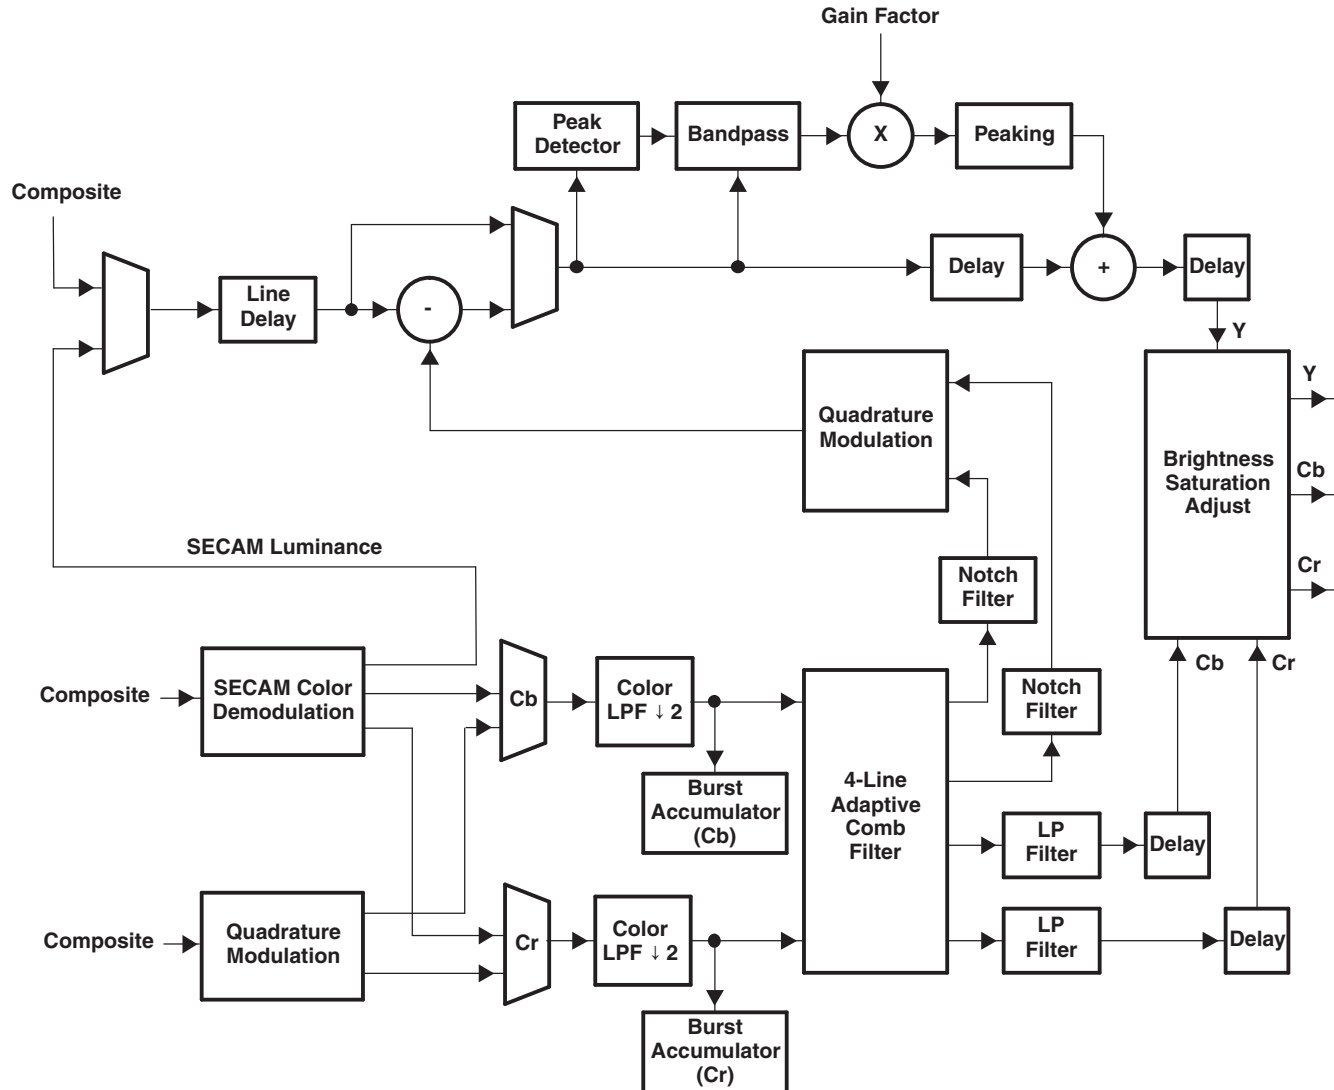 Gain Factor
Peak
Detector
Bandpass
X
Peaking
Composite
Line
Delay
-
Delay
+
Delay
Y
Quadrature
Modulation
Brightness
Saturation
Adjust
Y
Cb
Cr
SECAM Luminance
Notch
Filter
Cb
Cr
Composite
SECAM Color
Demodulation
Cb
Color
LPF ↓ 2
Notch
Filter
Burst
Accumulator
(Cb)
4-Line
Adaptive
Comb
Filter
LP
Filter
Delay
Composite
Quadrature
Modulation
Cr
Color
LPF ↓ 2
LP
Filter
Delay
Burst
Accumulator
(Cr)